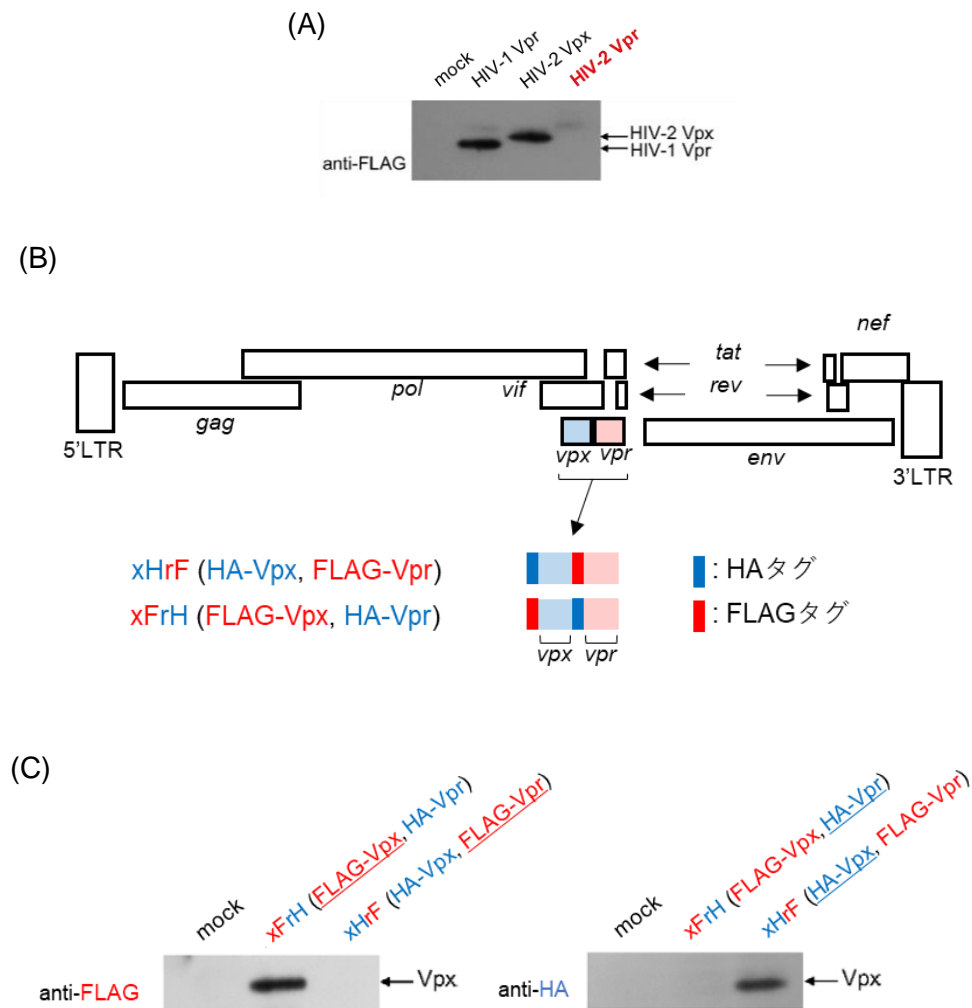 (A)
mock
HIV-1 Vpr
HIV-2 Vpx
HIV-2 Vpr
HIV-2 Vpx
HIV-1 Vpr
anti-FLAG
(B)
nef
tat
pol
vif
rev
gag
5'LTR
vpx
vpr
env
3'LTR
xHrF (HA-Vpx, FLAG-Vpr)
: HAタグ
xFrH (FLAG-Vpx, HA-Vpr)
: FLAGタグ
vpx
vpr
(C)
mock
xFrH (FLAG-Vpx,HA-Vpr)
xHrF (HA-Vpx, FLAG-Vpr)
anti-FLAG
Vpx
mock
xFrH (FLAG-Vpx, HA-Vpr)
xHrF (HA-Vpx, FLAG-Vpr)
anti-HA
Vpx